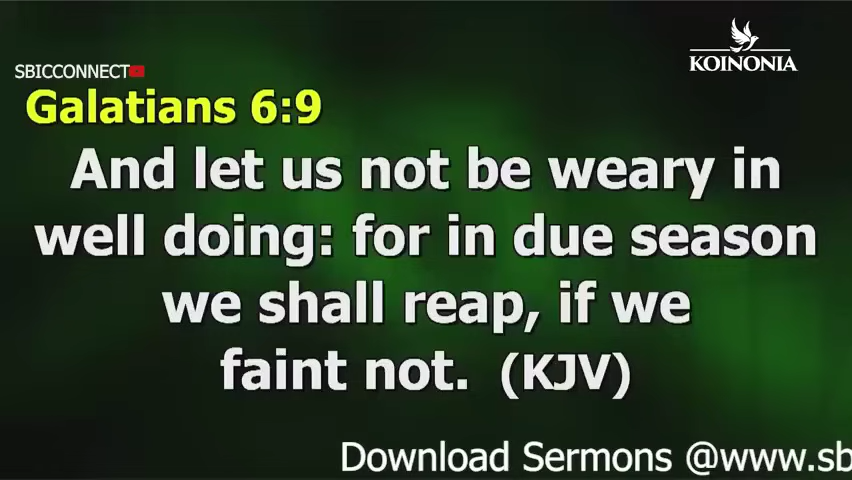 KOINONIA
SBICCONNECT
Galatians 6:9
And let us not be weary in
well doing: for in due season
we shall reap, if we
faint not. (KJV)
Download Sermons @www.sb